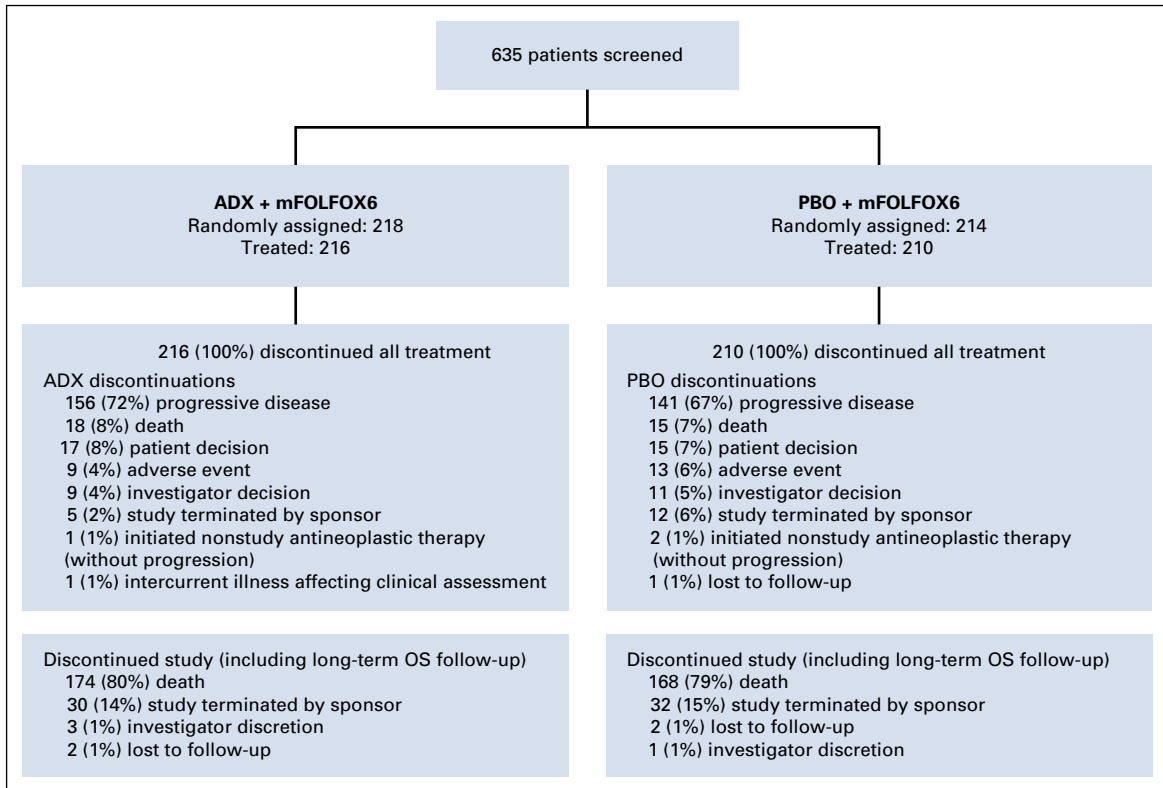 635 patients screened
ADX + mFOLFOX6
Randomly assigned: 218
Treated: 216
PBO + mFOLFOX6
Randomly assigned: 214
Treated: 210
216 (100%) discontinued all treatment
ADX discontinuations
156 (72%) progressive disease
18 (8%) death
17 (8%) patient decision
9 (4%) adverse event
9 (4%) investigator decision
5 (2%) study terminated by sponsor
1 (1%) initiated nonstudy antineoplastic therapy
(without progression)
1 (1%) intercurrent illness affecting clinical assessment
210 (100%) discontinued all treatment
PBO discontinuations
141 (67%) progressive disease
15 (7%) death
15 (7%) patient decision
13 (6%) adverse event
11 (5%) investigator decision
12 (6%) study terminated by sponsor
2 (1%) initiated nonstudy antineoplastic therapy
(without progression)
1 (1%) lost to follow-up
Discontinued study (including long-term OS follow-up)
174 (80%) death
30 (14%) study terminated by sponsor
3 (1%) investigator discretion
2 (1%) lost to follow-up
Discontinued study (including long-term OS follow-up)
168 (79%) death
32 (15%) study terminated by sponsor
2 (1%) lost to follow-up
1 (1%) investigator discretion